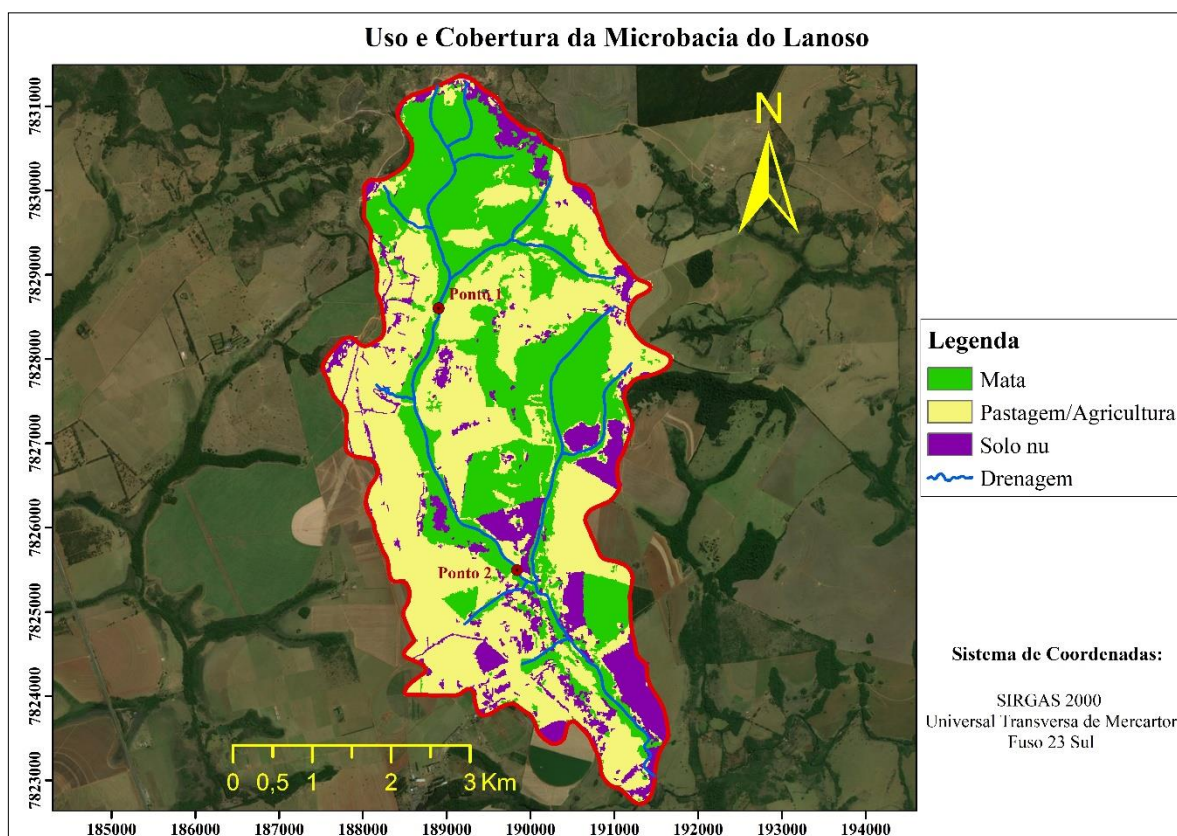 Uso e Cobertura da Microbacia do Lanoso
7831000
7830000
7829000
7828000
7827000
7826000
7825000
7824000
7823000
N
Ponto 1
Ponto 2
0 0,5 1 2 3 Km
185000 186000 187000 188000 189000 190000 191000 192000 193000 194000
Legenda
Mata
Pastagem/Agricultura
Solo nu
Drenagem
Sistema de Coordenadas:
SIRGAS 2000
Universal Transversa de Mercartor
Fuso 23 Sul